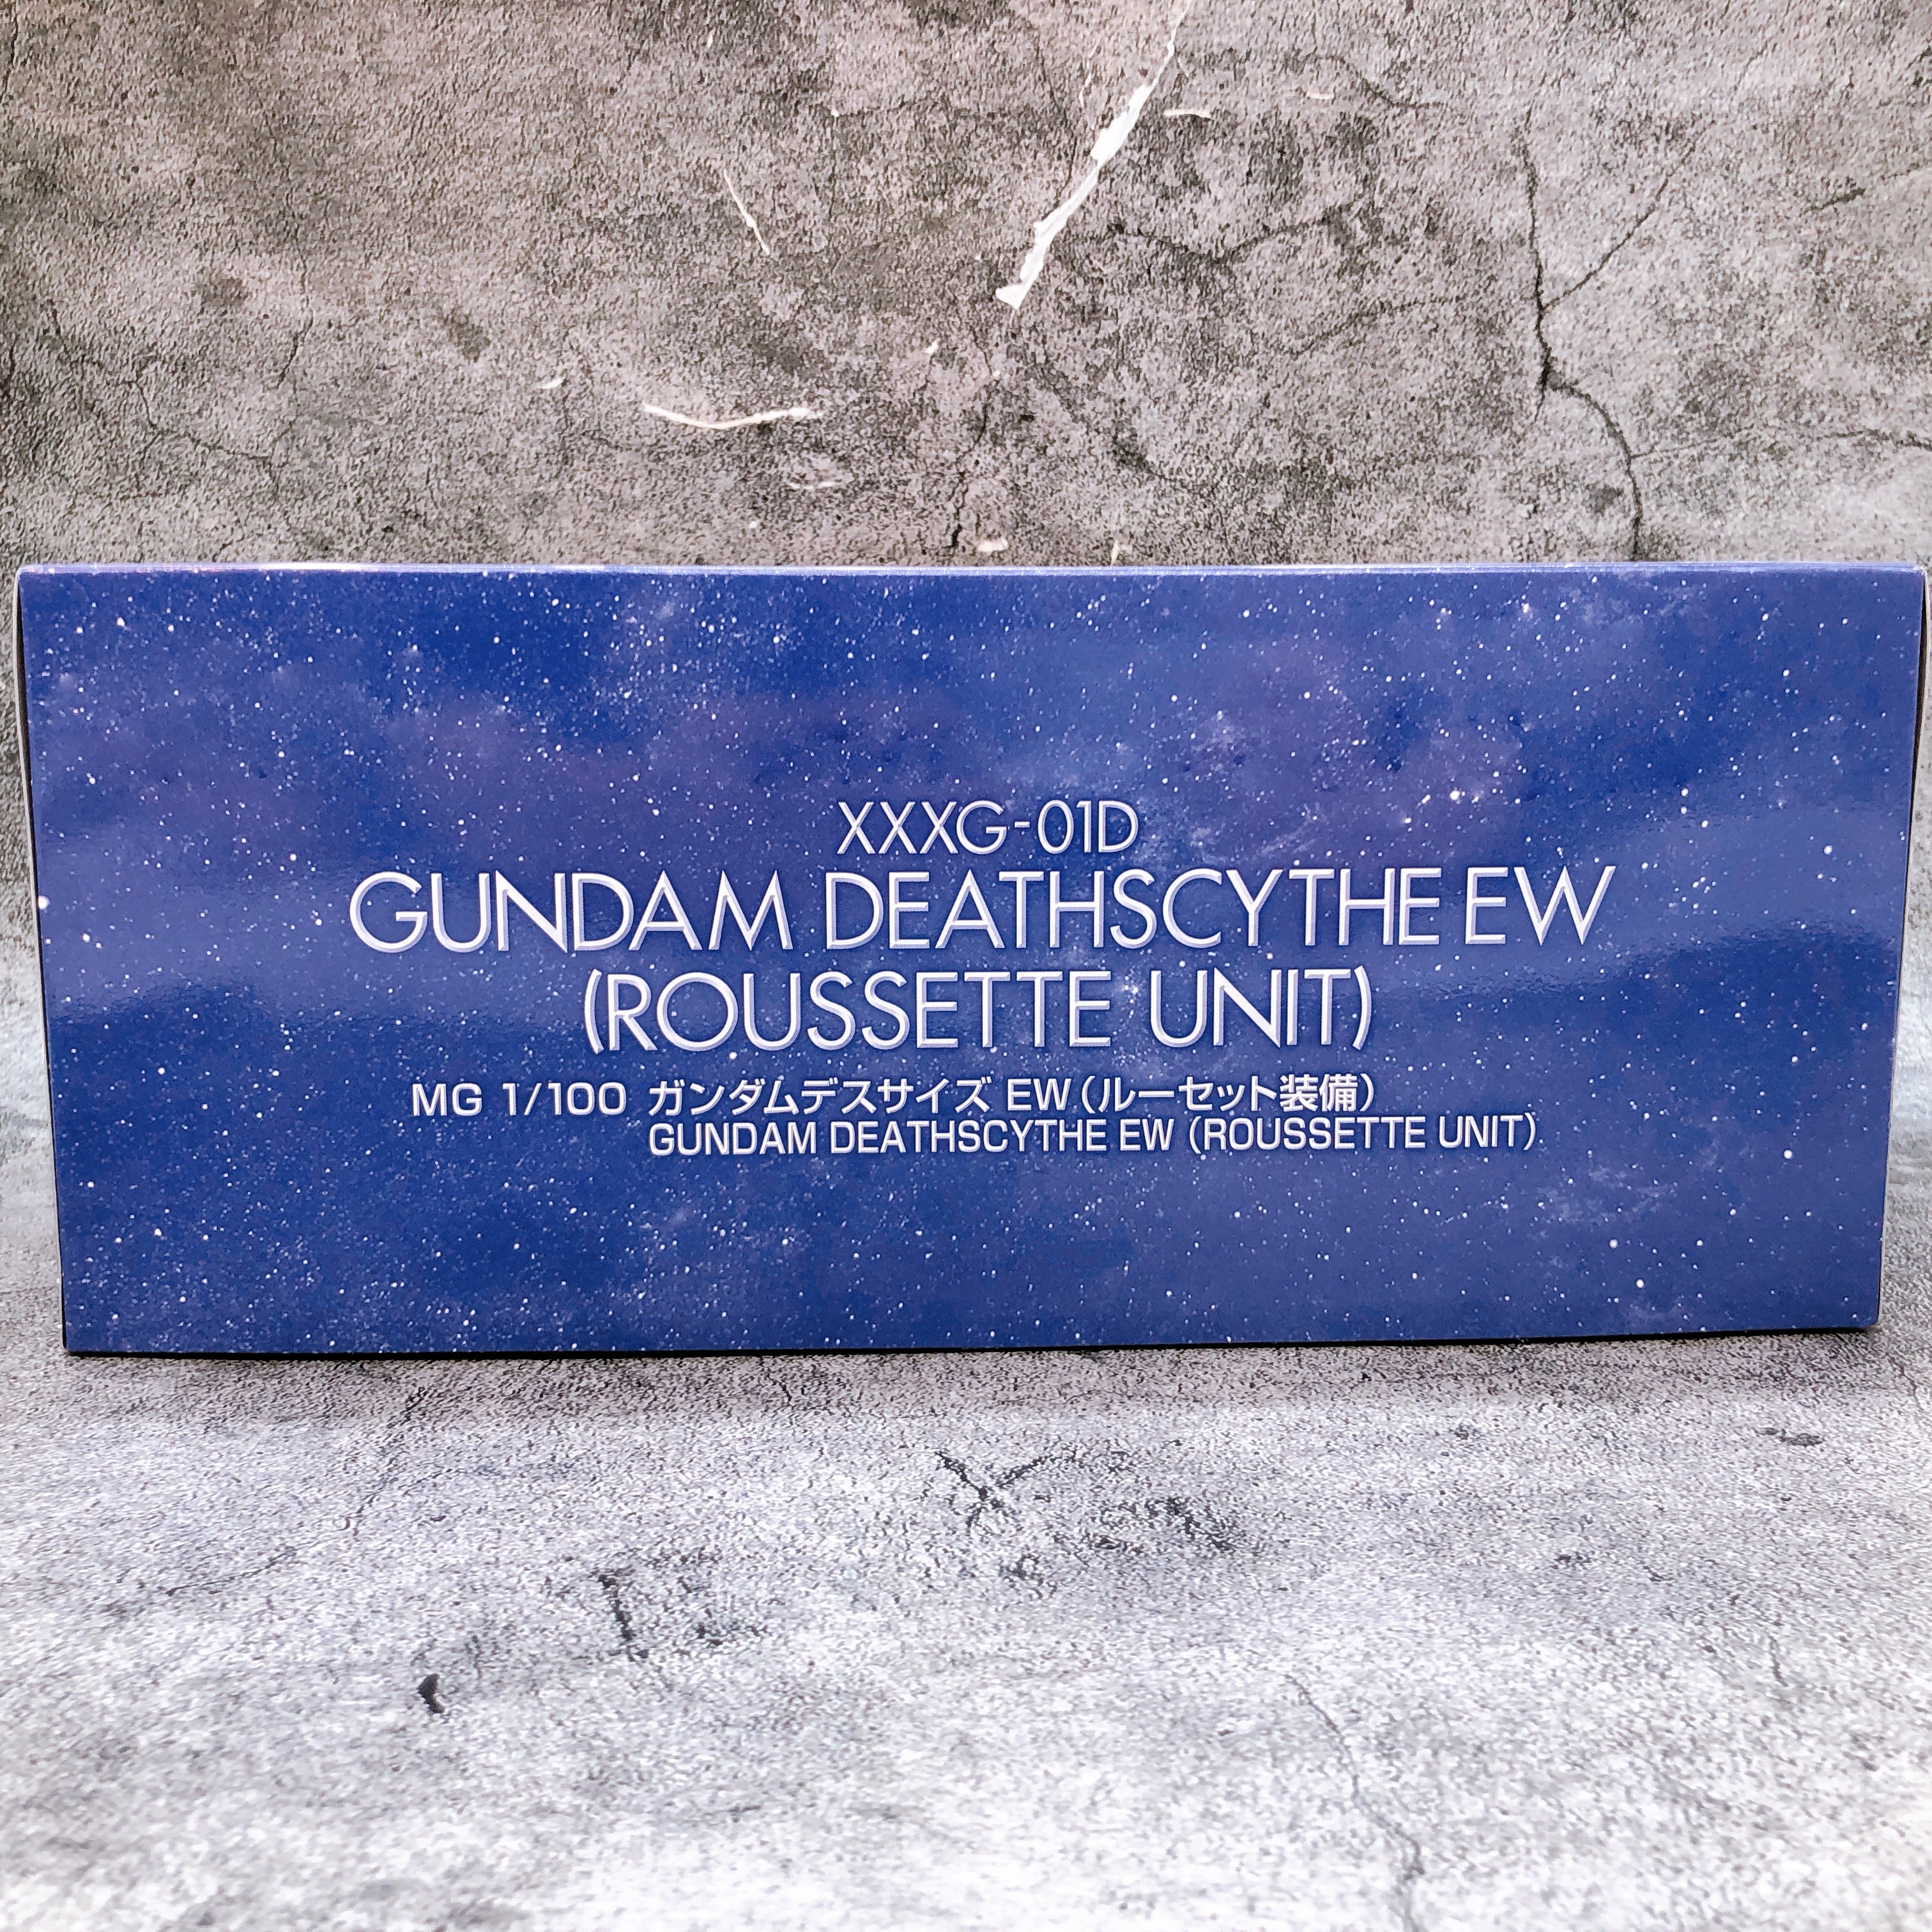 XXXG-01D
GUNDAM DEATHSCYTHE EW
(ROUSSETTE UNIT)
MG 1/100 ガンダムデスサイズ EW（ルーセット装備）
GUNDAM DEATHSCYTHE EW (ROUSSETTE UNIT)